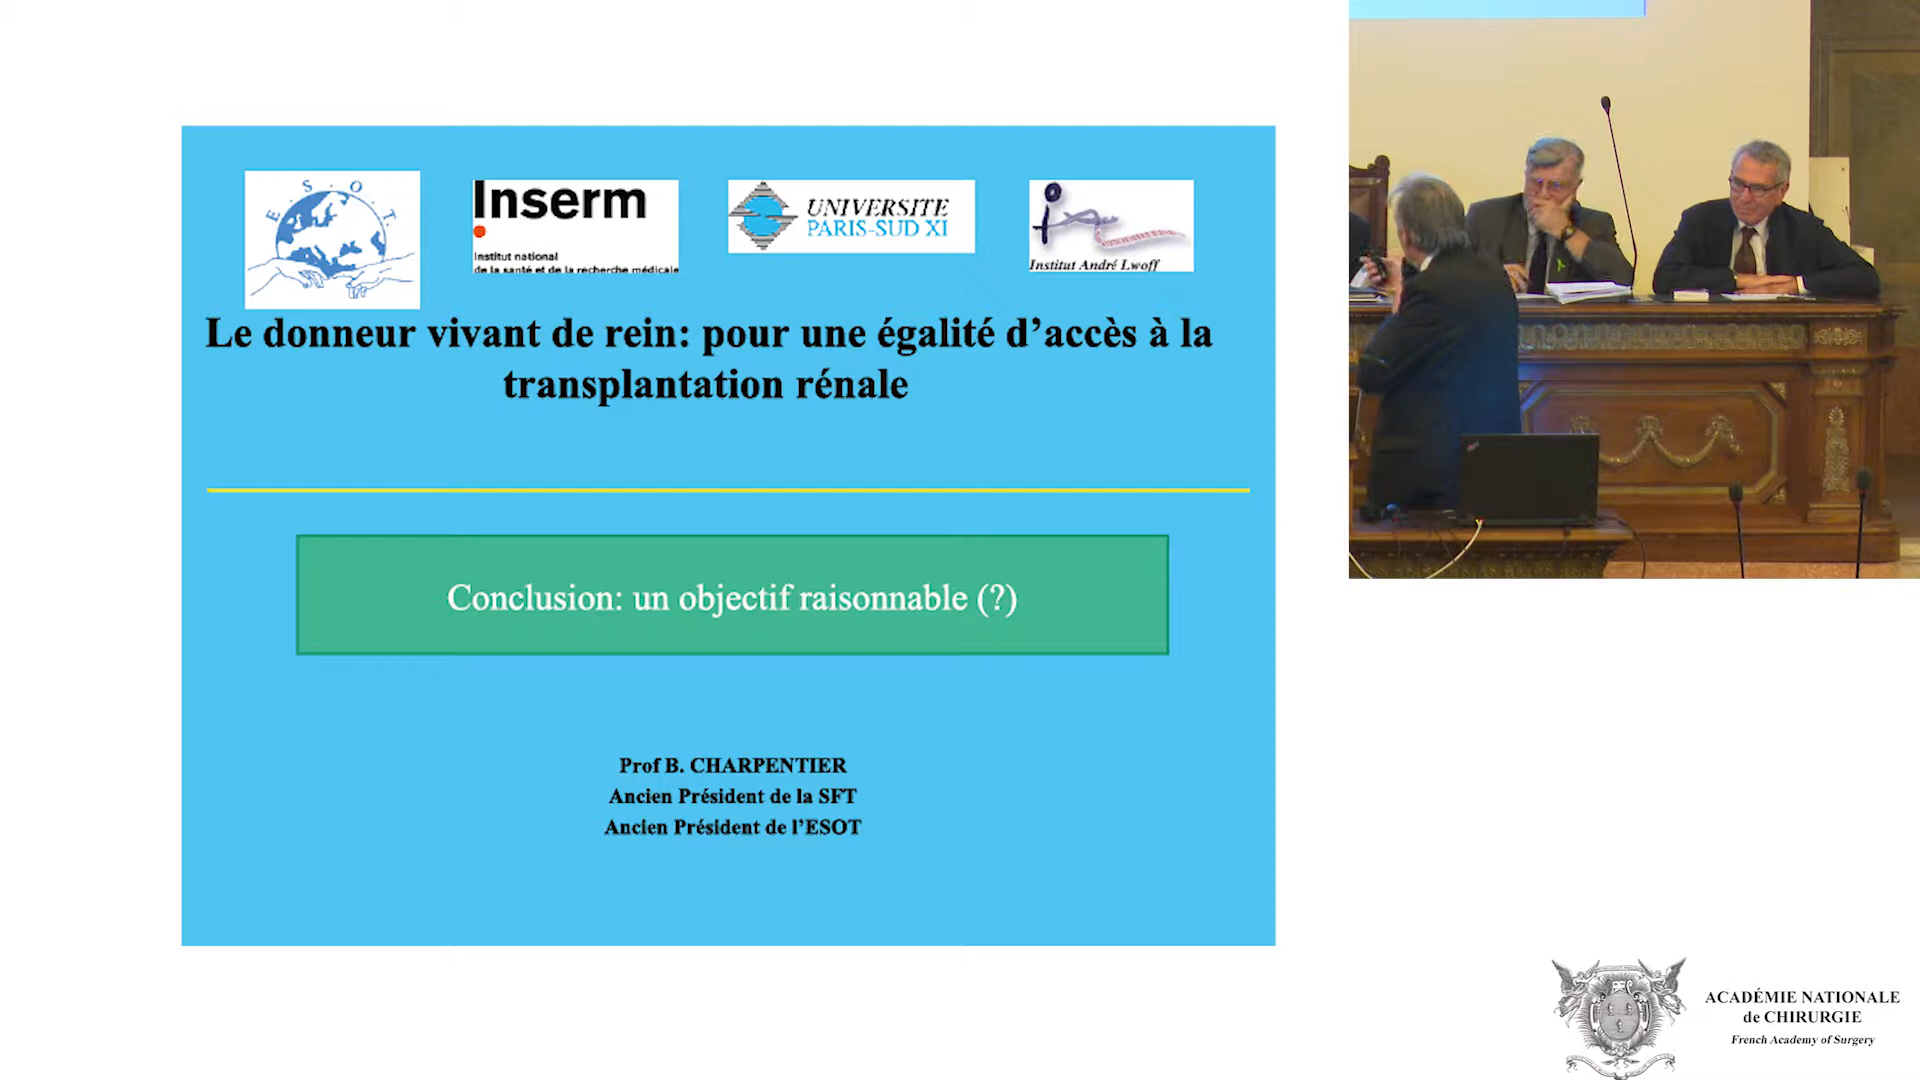 E.S.O.T.
Inserm
Institut national
de la santé et de la recherche médicale
UNIVERSITE
PARIS-SUD XI
Institut André Lwoff
Le donneur vivant de rein: pour une égalité d’accès à la
transplantation rénale
Conclusion: un objectif raisonnable (?)
Prof B. CHARPENTIER
Ancien Président de la SFT
Ancien Président de l’ESOT
ACADÉMIE NATIONALE
de CHIRURGIE
French Academy of Surgery